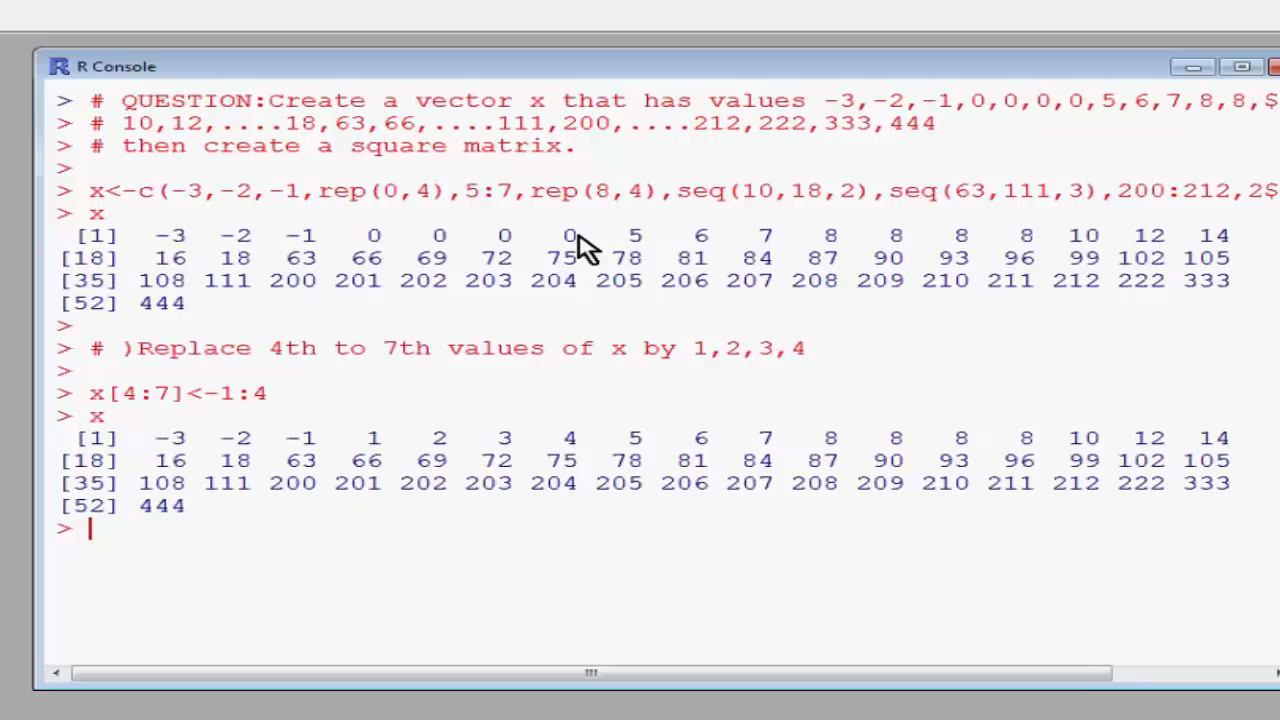 R Console
> # QUESTION:Create a vector x that has values -3,-2,-1,0,0,0,0,5,6,7,8,8,$
> # 10,12,....18,63,66,....111,200,....212,222,333,444
> # then create a square matrix.
>
> x<-c(-3,-2,-1,rep(0,4),5:7,rep(8,4),seq(10,18,2),seq(63,111,3),200:212,2$
> x
[1] -3 -2 -1 0 0 0 0 5 6 7 8 8 8 8 10 12 14
[18] 16 18 63 66 69 72 75 78 81 84 87 90 93 96 99 102 105
[35] 108 111 200 201 202 203 204 205 206 207 208 209 210 211 212 222 333
[52] 444
>
> # )Replace 4th to 7th values of x by 1,2,3,4
>
> x[4:7]<-1:4
> x
[1] -3 -2 -1 1 2 3 4 5 6 7 8 8 8 8 10 12 14
[18] 16 18 63 66 69 72 75 78 81 84 87 90 93 96 99 102 105
[35] 108 111 200 201 202 203 204 205 206 207 208 209 210 211 212 222 333
[52] 444
>